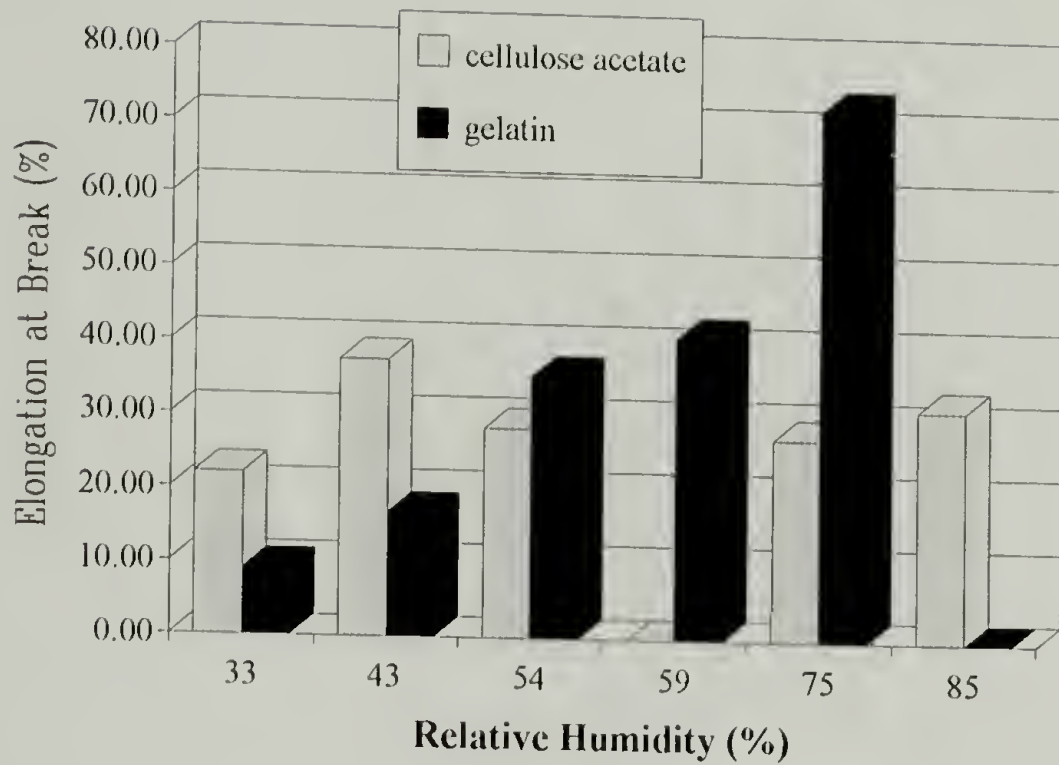 80.00
70.00
60.00
50.00
40.00
30.00
20.00
10.00
0.00
Elongation at Break (%)
cellulose acetate
gelatin
33 43 54 59 75 85
Relative Humidity (%)